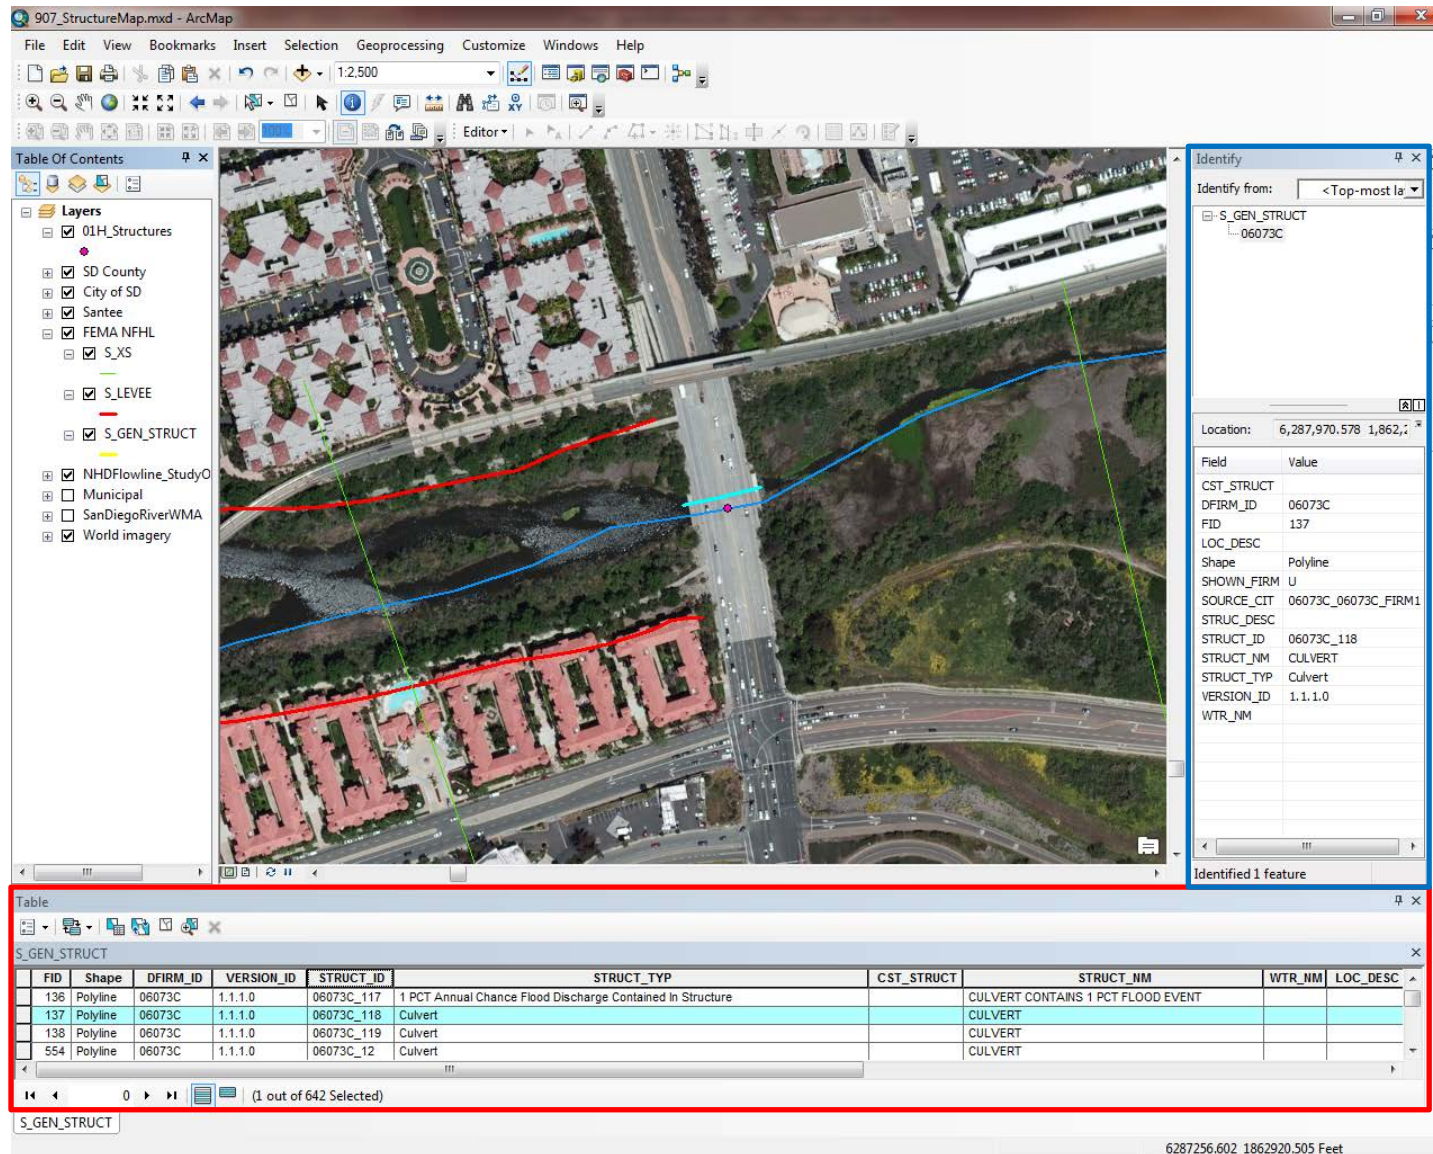 907_StructureMap.mxd - ArcMap
File Edit View Bookmarks Insert Selection Geoprocessing Customize Windows Help
1:2,500
100%
Editor
Table Of Contents
Layers
01H_Structures
SD County
City of SD
Santee
FEMA NFHL
S_XS
S_LEVEE
S_GEN_STRUCT
NHDFlowline_StudyO
Municipal
SanDiegoRiverWMA
World imagery
Identify
Identify from: <Top-most la
S_GEN_STRUCT
06073C
Location: 6,287,970.578 1,862,2
Field Value
CST_STRUCT
DFIRM_ID 06073C
FID 137
LOC_DESC
Shape Polyline
SHOWN_FIRM U
SOURCE_CIT 06073C_06073C_FIRM1
STRUC_DESC
STRUCT_ID 06073C_118
STRUCT_NM CULVERT
STRUCT_TYP Culvert
VERSION_ID 1.1.1.0
WTR_NM
Identified 1 feature
Table
S_GEN_STRUCT
FID Shape DFIRM_ID VERSION_ID STRUCT_ID STRUCT_TYP CST_STRUCT STRUCT_NM WTR_NM LOC_DESC
136 Polyline 06073C 1.1.1.0 06073C_117 1 PCT Annual Chance Flood Discharge Contained In Structure CULVERT CONTAINS 1 PCT FLOOD EVENT
137 Polyline 06073C 1.1.1.0 06073C_118 Culvert CULVERT
138 Polyline 06073C 1.1.1.0 06073C_119 Culvert CULVERT
554 Polyline 06073C 1.1.1.0 06073C_12 Culvert CULVERT
0 (1 out of 642 Selected)
S_GEN_STRUCT
6287256.602 1862920.505 Feet